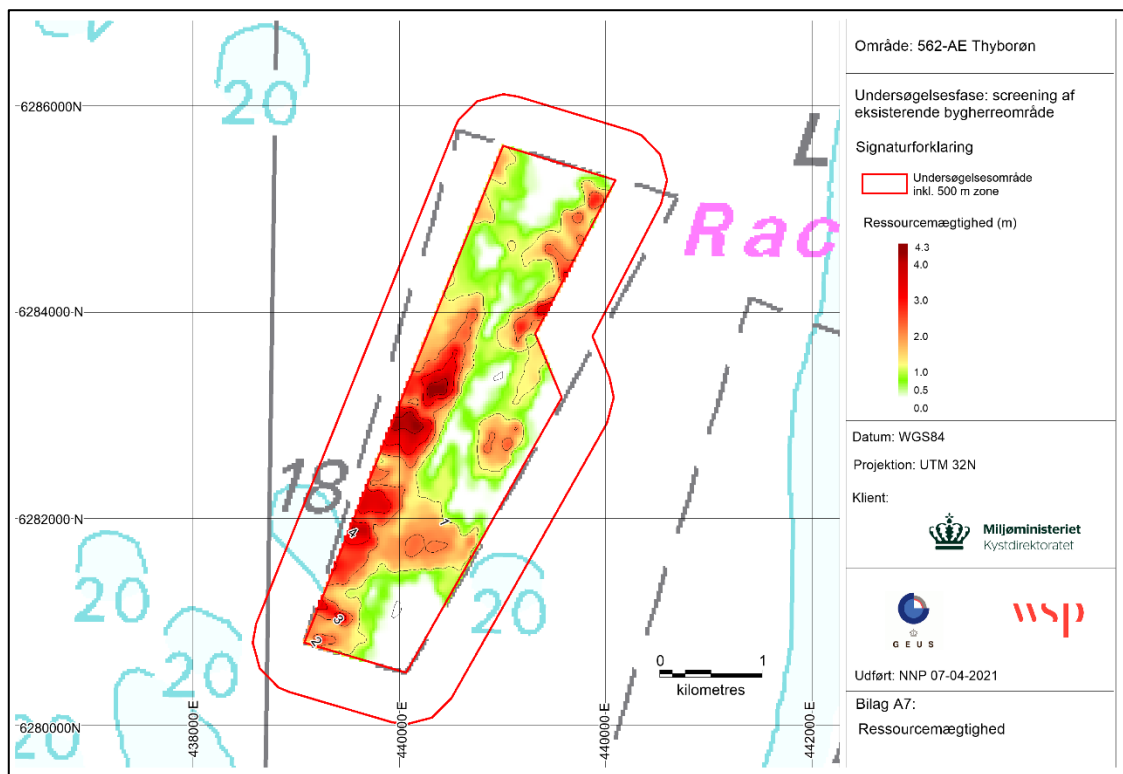 20
6286000N
Rac
L
6284000 N
1
18
4
6282000 N
20
20
3
2
20
0
1
kilometres
6280000N
20
438000 E
440000 E
440000 E
442000 E
Område: 562-AE Thyborøn
Undersøgelsesfase: screening af
eksisterende bygherreområde
Signaturforklaring
Undersøgelsesområde
inkl. 500 m zone
Ressourcemægtighed (m)
4.3
4.0
3.0
2.0
1.0
0.5
0.0
Datum: WGS84
Projektion: UTM 32N
Klient:
Miljøministeriet
Kystdirektoratet
GEUS
wsp
Udført: NNP 07-04-2021
Bilag A7:
Ressourcemægtighed